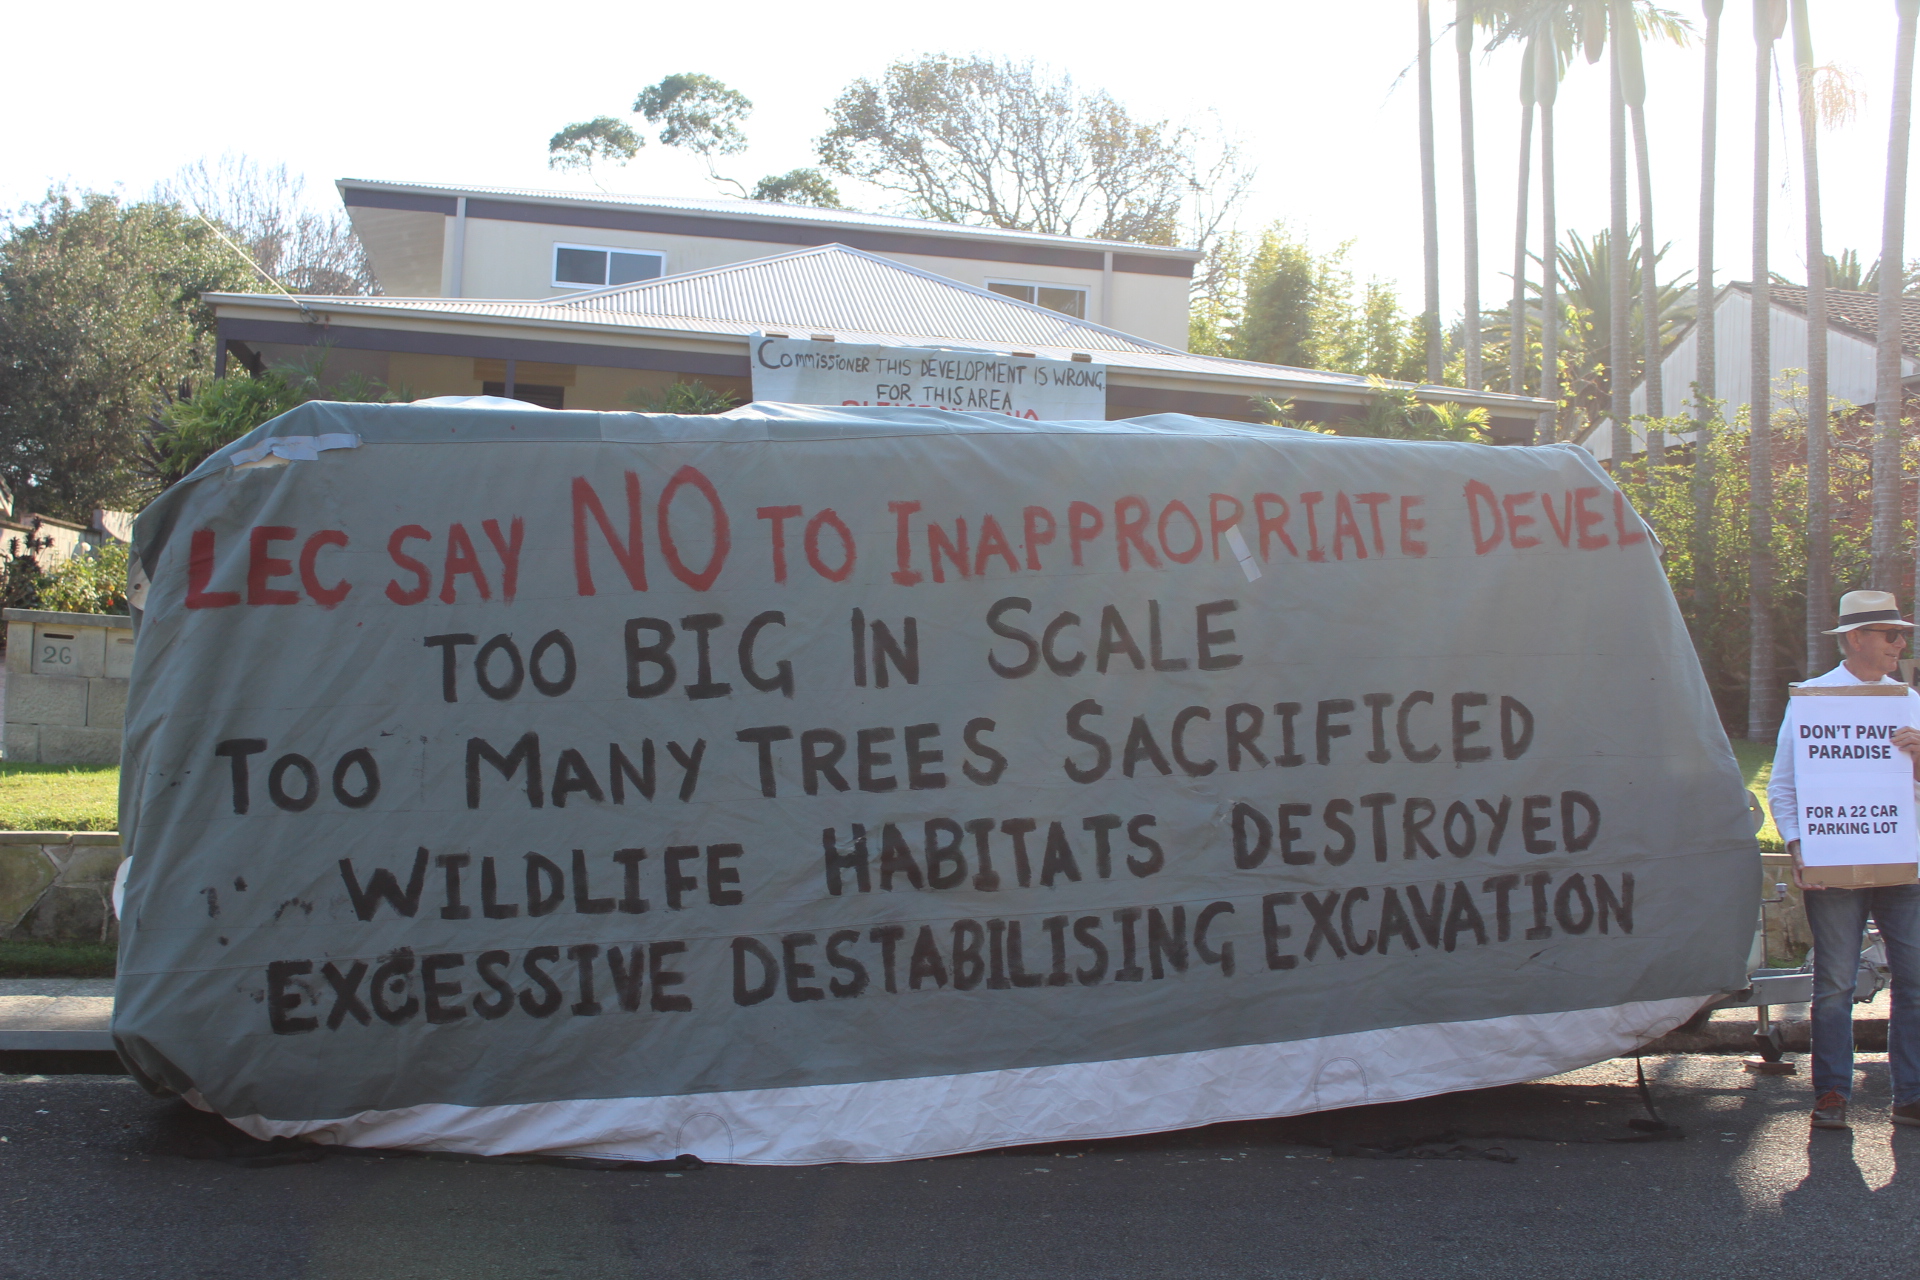 Commissioner THIS DEVELOPMENT IS WRONG.
FOR THIS AREA
NO
LEC SAY NO TO INAPPROPRIATE DEVEL
TOO BIG IN SCALE
TOO MANY TREES SACRIFICED
WILDLIFE HABITATS DESTROYED
EXCESSIVE DESTABILISING EXCAVATION
26
DON'T PAVE
PARADISE
FOR A 22 CAR
PARKING LOT